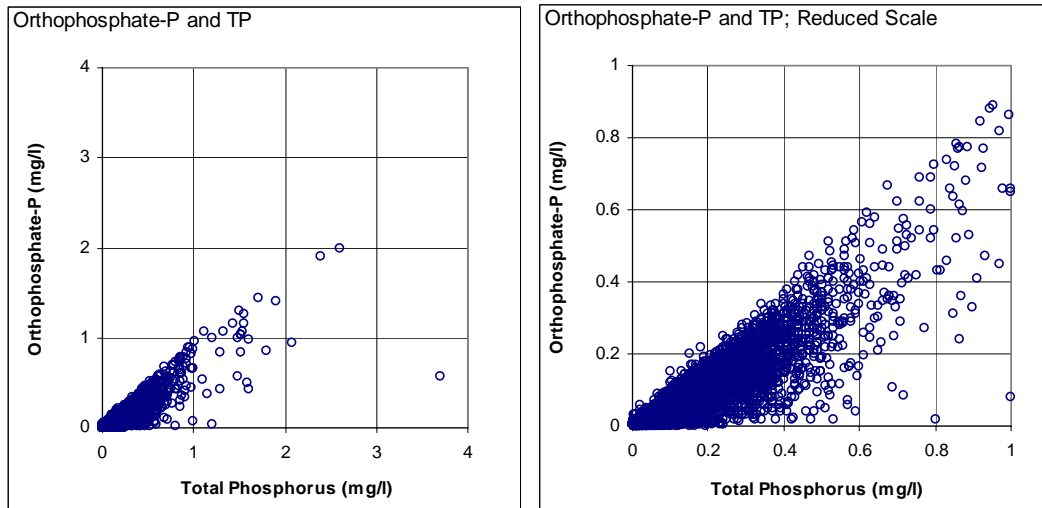 Orthophosphate-P and TP
4
3
2
1
0
0 1 2 3 4
Orthophosphate-P (mg/l)
Total Phosphorus (mg/l)
Orthophosphate-P and TP; Reduced Scale
1
0.8
0.6
0.4
0.2
0
0 0.2 0.4 0.6 0.8 1
Orthophosphate-P (mg/l)
Total Phosphorus (mg/l)